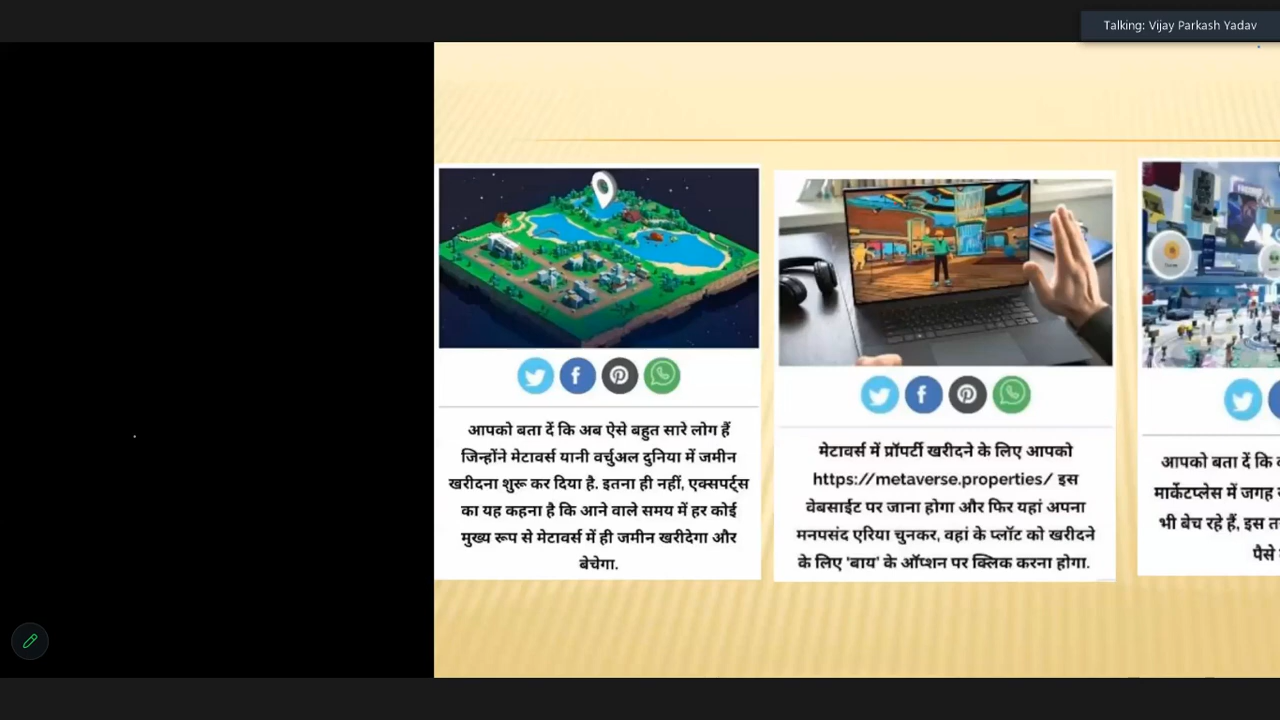 Talking: Vijay Parkash Yadav
आपको बता दें कि अब ऐसे बहुत सारे लोग हैं
जिन्होंने मेटावर्स यानी वर्चुअल दुनिया में जमीन
खरीदना शुरू कर दिया है. इतना ही नहीं, एक्सपर्ट्स
का यह कहना है कि आने वाले समय में हर कोई
मुख्य रूप से मेटावर्स में ही जमीन खरीदेगा और
बेचेगा.
मेटावर्स में प्रॉपर्टी खरीदने के लिए आपको
https://metaverse.properties/ इस
वेबसाईट पर जाना होगा और फिर यहां अपना
मनपसंद एरिया चुनकर, वहां के प्लॉट को खरीदने
के लिए 'बाय' के ऑप्शन पर क्लिक करना होगा.
आपको बता दें कि
मार्केटप्लेस में जगह
भी बेच रहे हैं, इस
पैसे